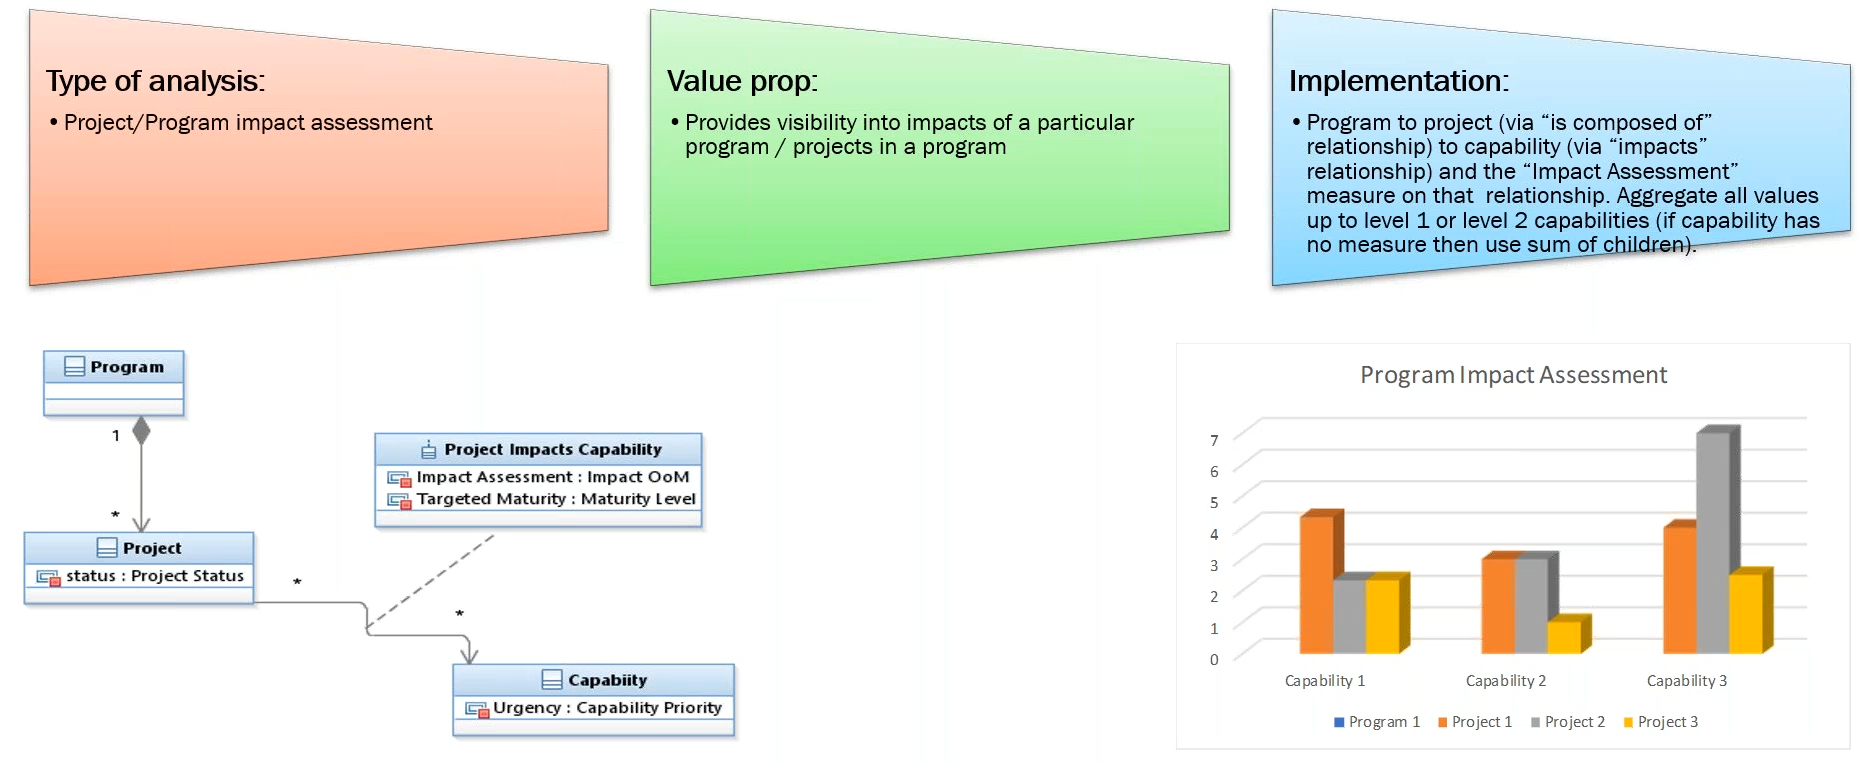 Type of analysis:
• Project/Program impact assessment
Value prop:
• Provides visibility into impacts of a particular
program / projects in a program
Implementation:
• Program to project (via “is composed of”
relationship) to capability (via “impacts”
relationship) and the “Impact Assessment”
measure on that relationship. Aggregate all values
up to level 1 or level 2 capabilities (if capability has
no measure then use sum of children).
Program
1
*
Project
status : Project Status
*
Project Impacts Capability
Impact Assessment : Impact OoM
Targeted Maturity : Maturity Level
*
Capabiity
Urgency : Capability Priority
Program Impact Assessment
7
6
5
4
3
2
1
0
Capability 1 Capability 2 Capability 3
Program 1 Project 1 Project 2 Project 3